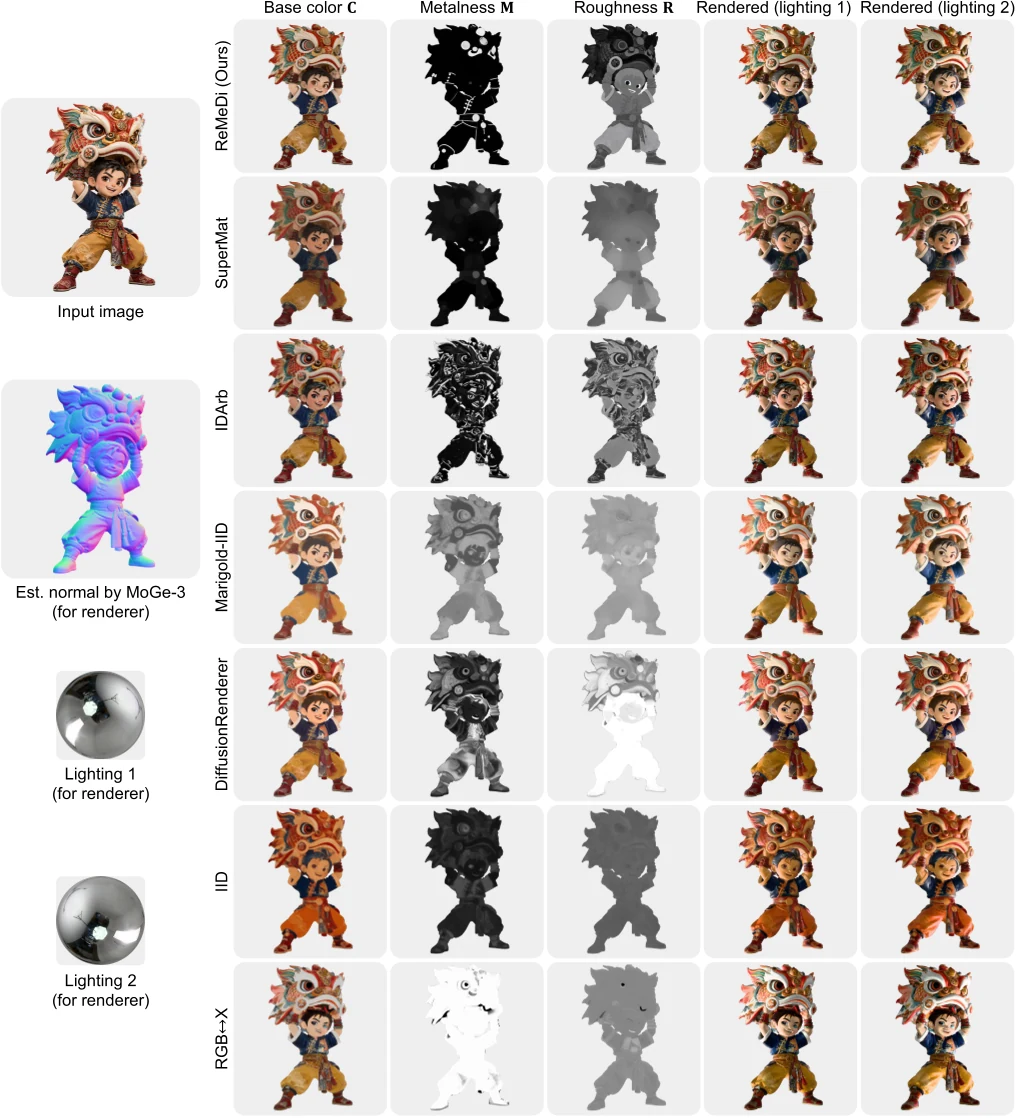 Base color C
Metalness M
Roughness R
Rendered (lighting 1)
Rendered (lighting 2)
ReMeDi (Ours)
Input image
SuperMat
IDArb
Est. normal by MoGe-3
(for renderer)
Marigold-IID
DiffusionRenderer
Lighting 1
(for renderer)
IID
Lighting 2
(for renderer)
RGB↔X